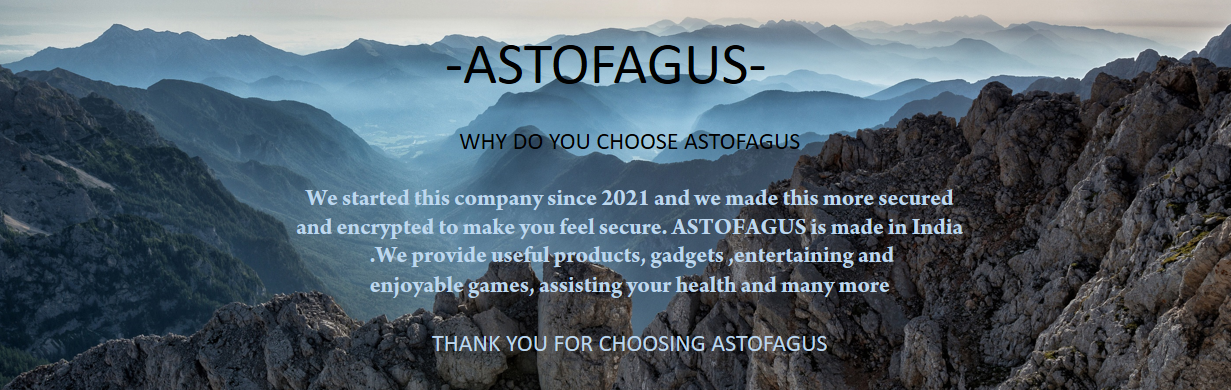 -ASTOFAGUS-
WHY DO YOU CHOOSE ASTOFAGUS
We started this company since 2021 and we made this more secured
and encrypted to make you feel secure. ASTOFAGUS is made in India
.We provide useful products, gadgets ,entertaining and
enjoyable games, assisting your health and many more
THANK YOU FOR CHOOSING ASTOFAGUS